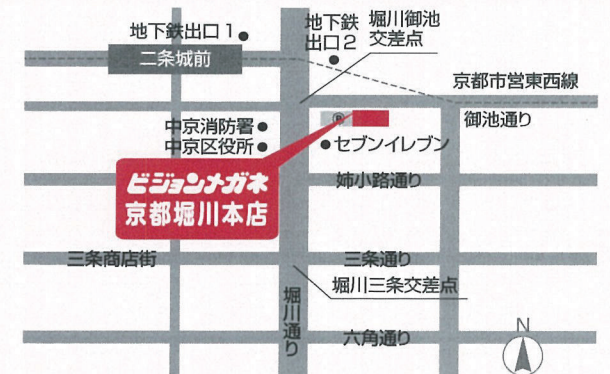 地下鉄出口1
地下鉄
出口2
堀川御池
交差点
二条城前
京都市営東西線
御池通り
中京消防署
中京区役所
P
セブンイレブン
ビジョンメガネ
京都堀川本店
姉小路通り
三条商店街
三条通り
堀川三条交差点
堀川通り
六角通り
N